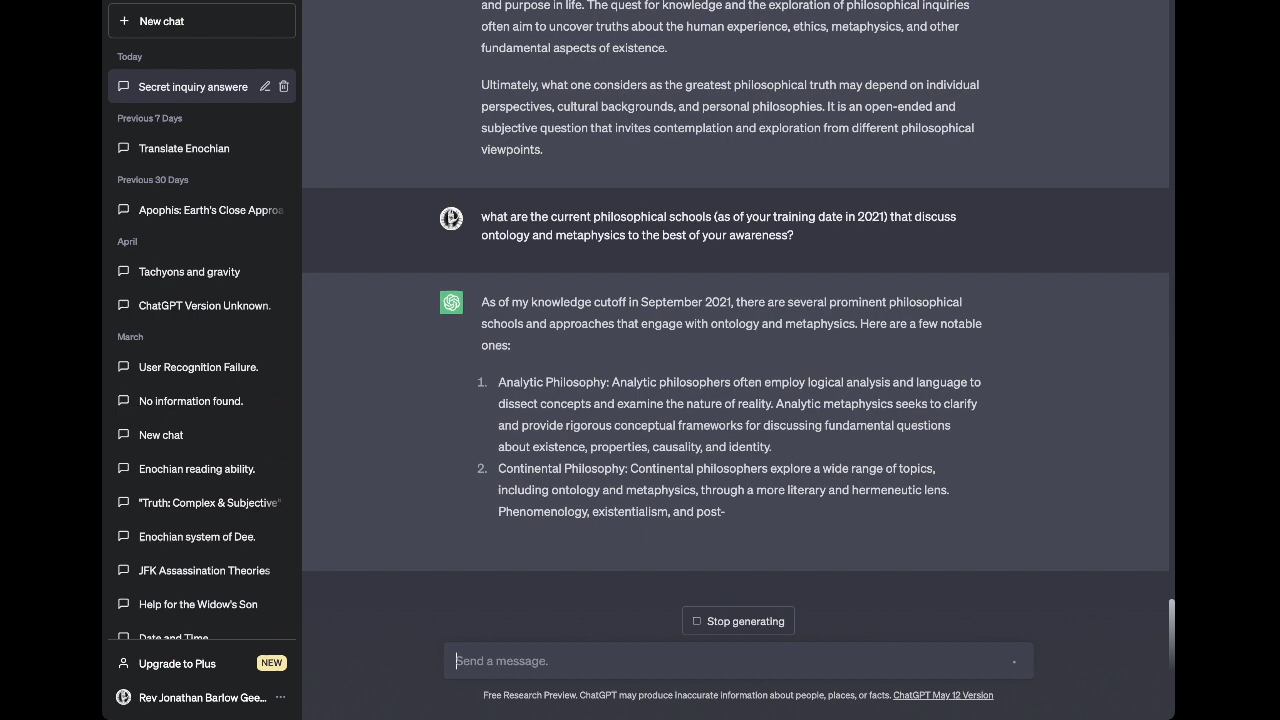 New chat
Today
Secret inquiry answere
Previous 7 Days
Translate Enochian
Previous 30 Days
Apophis: Earth's Close Approa
April
Tachyons and gravity
ChatGPT Version Unknown.
March
User Recognition Failure.
No information found.
New chat
Enochian reading ability.
"Truth: Complex & Subjective"
Enochian system of Dee.
JFK Assassination Theories
Help for the Widow's Son
Date and Time
Upgrade to Plus
NEW
Rev Jonathan Barlow Gee...
and purpose in life. The quest for knowledge and the exploration of philosophical inquiries
often aim to uncover truths about the human experience, ethics, metaphysics, and other
fundamental aspects of existence.
Ultimately, what one considers as the greatest philosophical truth may depend on individual
perspectives, cultural backgrounds, and personal philosophies. It is an open-ended and
subjective question that invites contemplation and exploration from different philosophical
viewpoints.
what are the current philosophical schools (as of your training date in 2021) that discuss
ontology and metaphysics to the best of your awareness?
As of my knowledge cutoff in September 2021, there are several prominent philosophical
schools and approaches that engage with ontology and metaphysics. Here are a few notable
ones:
1. Analytic Philosophy: Analytic philosophers often employ logical analysis and language to
dissect concepts and examine the nature of reality. Analytic metaphysics seeks to clarify
and provide rigorous conceptual frameworks for discussing fundamental questions
about existence, properties, causality, and identity.
2. Continental Philosophy: Continental philosophers explore a wide range of topics,
including ontology and metaphysics, through a more literary and hermeneutic lens.
Phenomenology, existentialism, and post-
Stop generating
Send a message.
Free Research Preview. ChatGPT may produce inaccurate information about people, places, or facts. ChatGPT May 12 Version